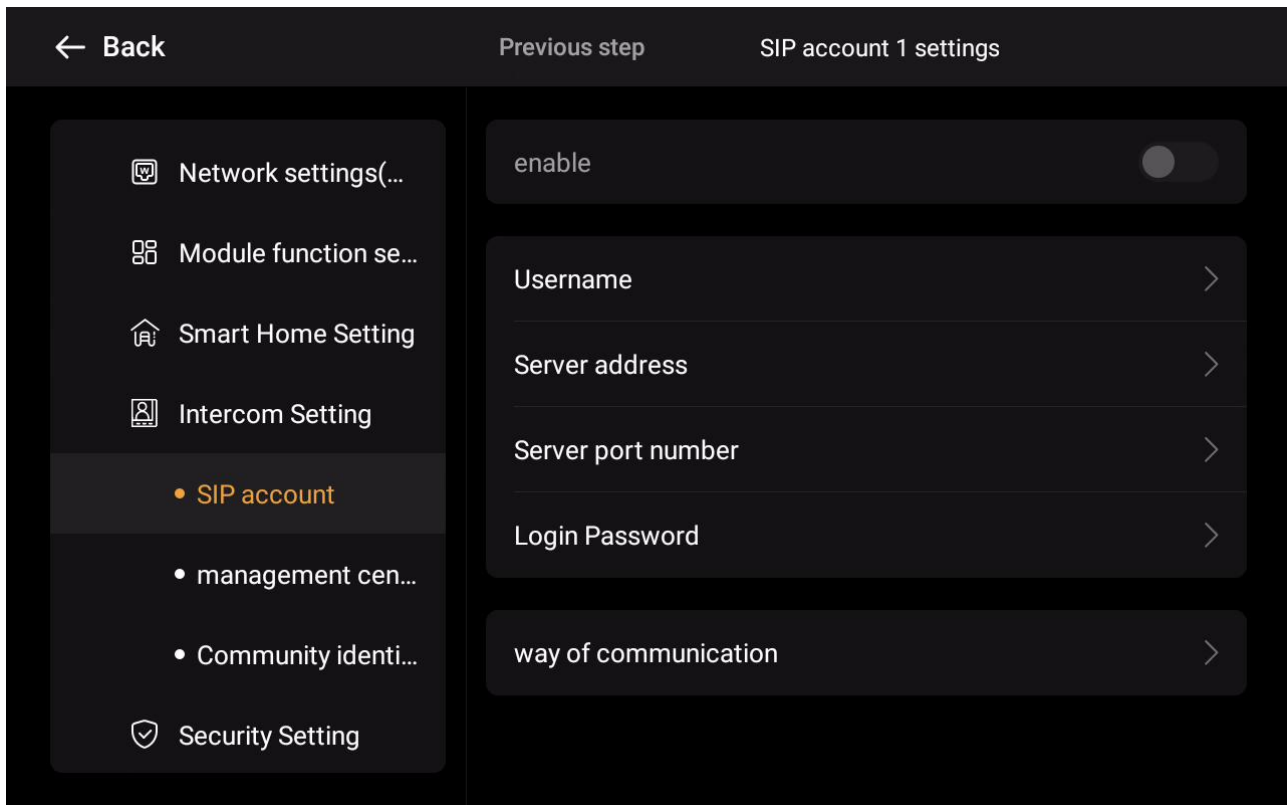 Back
Previous step
SIP account 1 settings
Network settings(...
Module function se...
Smart Home Setting
Intercom Setting
• SIP account
• management cen...
• Community identi...
Security Setting
enable
Username
Server address
Server port number
Login Password
way of communication